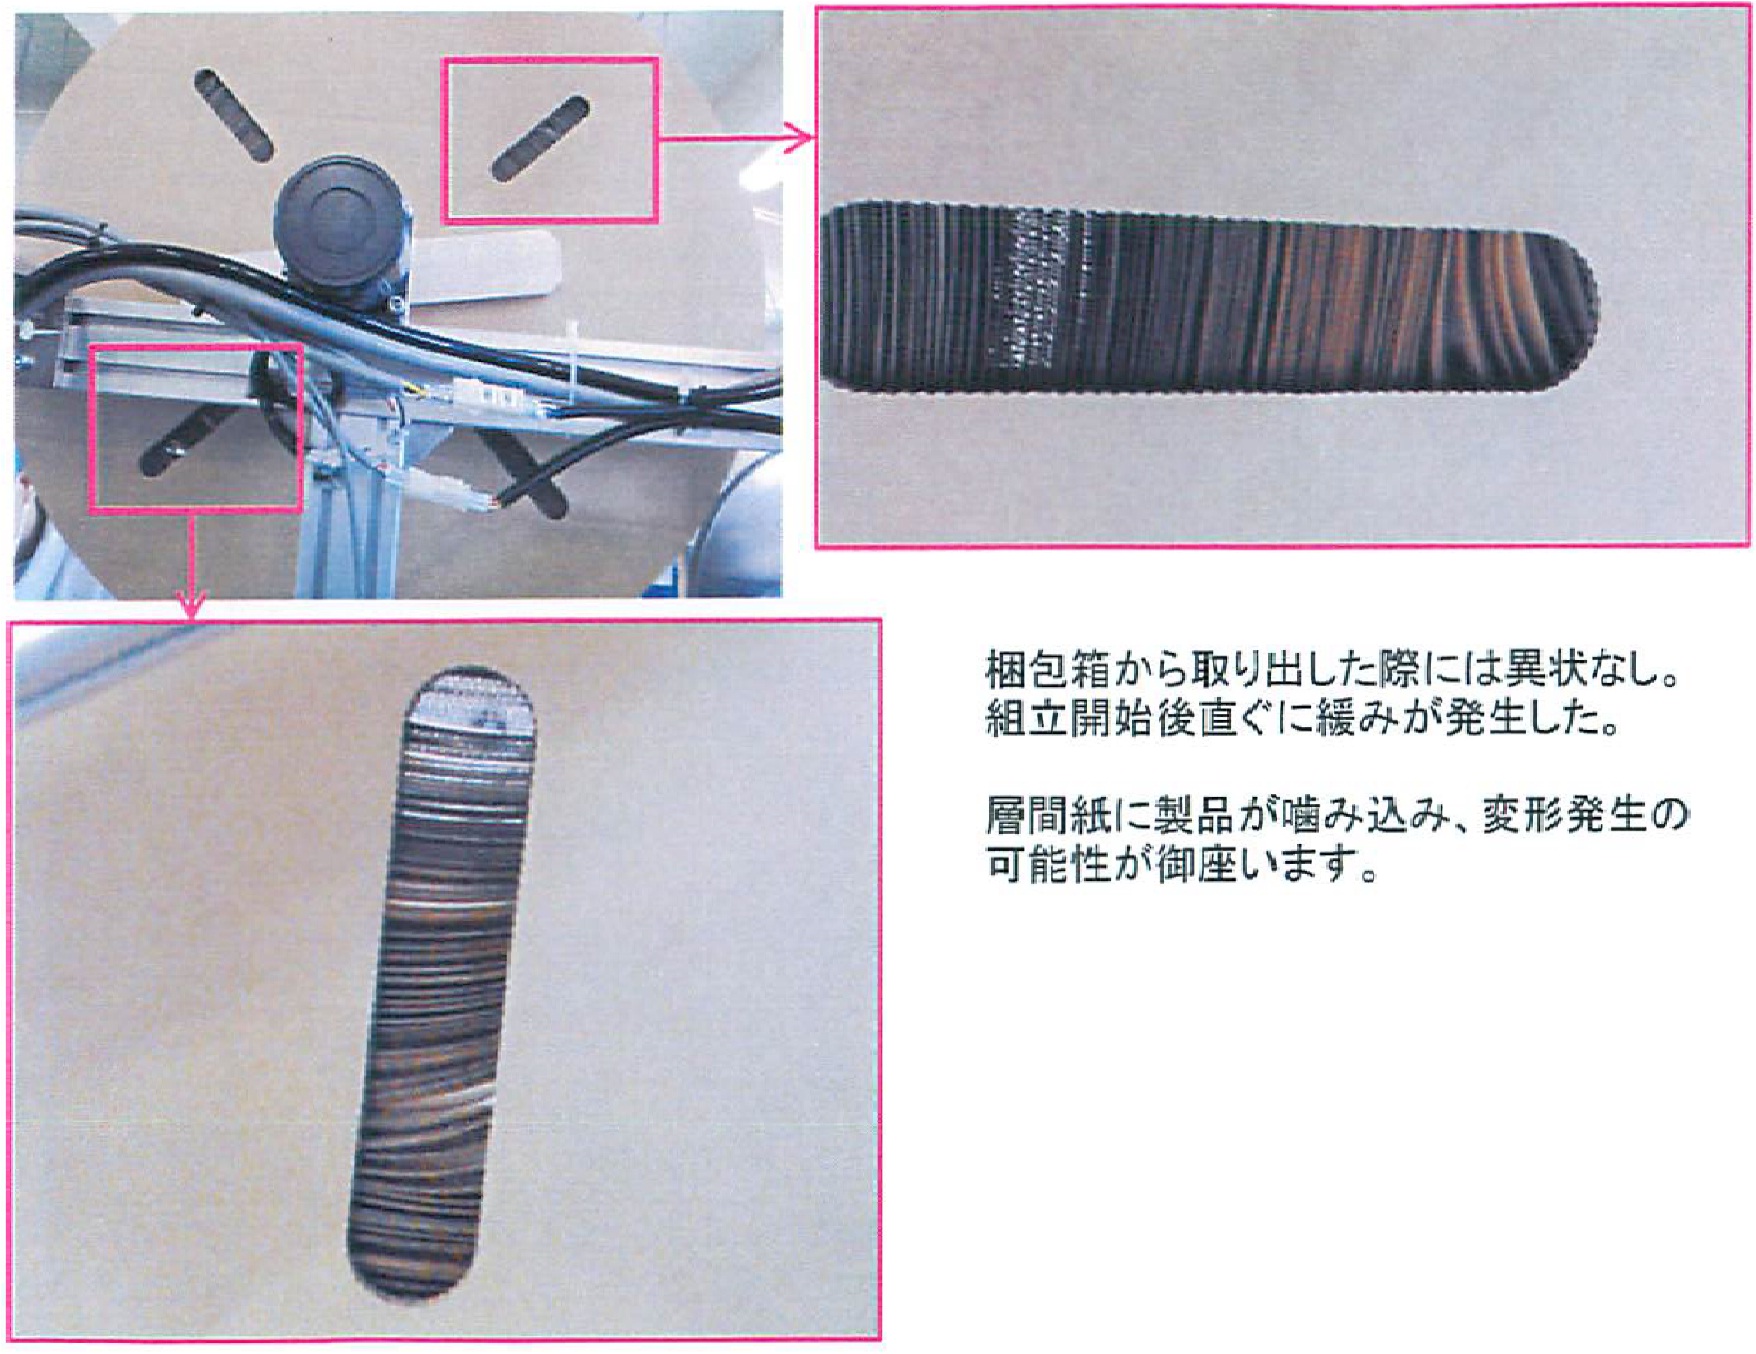 梱包箱から取り出した際には異状なし。
組立開始後直ぐに緩みが発生した。
層間紙に製品が噛み込み、変形発生の
可能性が御座います。